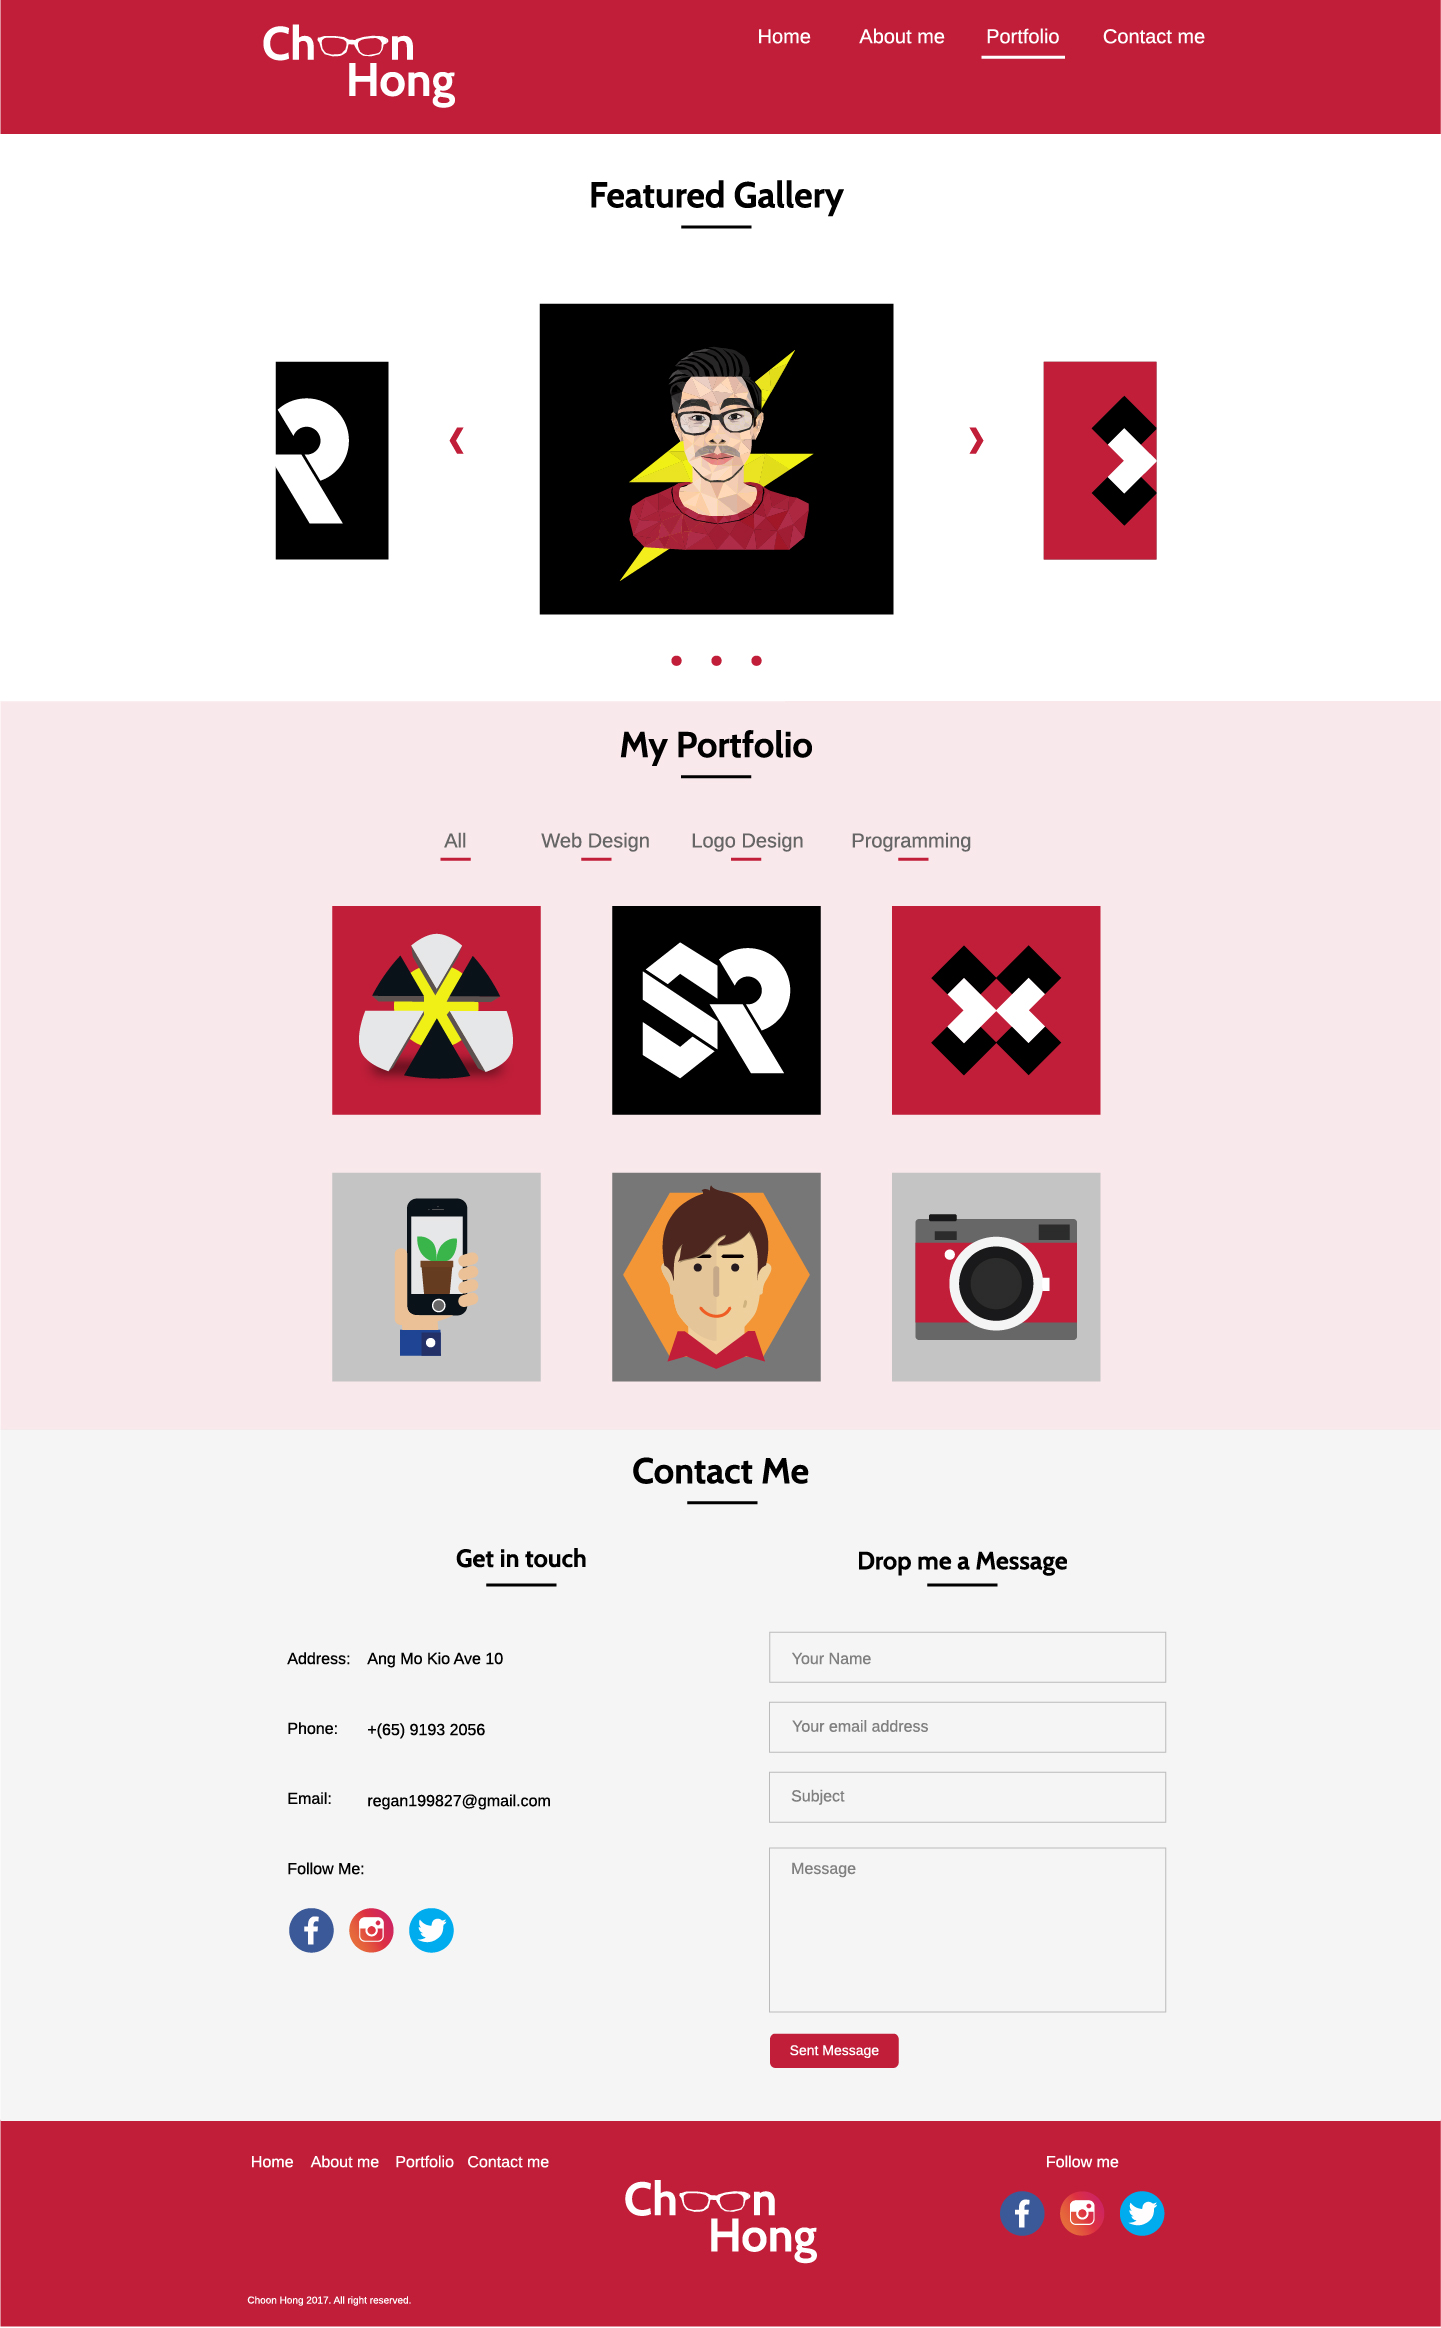 Choon
Hong
Home About me Portfolio Contact me
Featured Gallery
R
My Portfolio
All Web Design Logo Design Programming
SR
Contact Me
Get in touch
Address: Ang Mo Kio Ave 10
Phone: +(65) 9193 2056
Email: regan199827@gmail.com
Follow Me:
Drop me a Message
Your Name
Your email address
Subject
Message
Sent Message
Home About me Portfolio Contact me
Choon
Hong
Follow me
Choon Hong 2017. All right reserved.